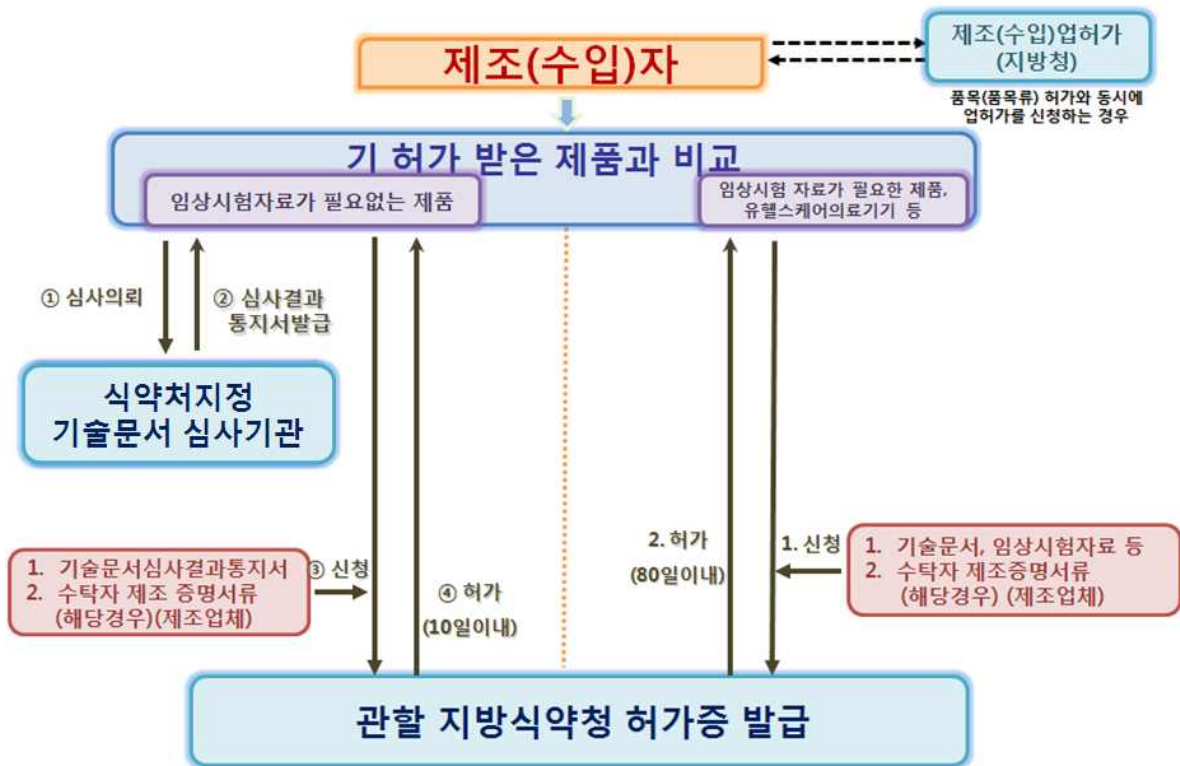 제조(수입)자
제조(수입)업허가
(지방청)
품목(품목류) 허가와 동시에
업허가를 신청하는 경우
기 허가 받은 제품과 비교
임상시험자료가 필요없는 제품
임상시험 자료가 필요한 제품,
유헬스케어의료기기 등
① 심사의뢰
② 심사결과
통지서발급
식약처지정
기술문서 심사기관
1. 기술문서심사결과통지서
2. 수탁자 제조 증명서류
(해당경우)(제조업체)
③ 신청
④ 허가
(10일이내)
2. 허가
(80일이내)
1. 신청
1. 기술문서, 임상시험자료 등
2. 수탁자 제조증명서류
(해당경우) (제조업체)
관할 지방식약청 허가증 발급